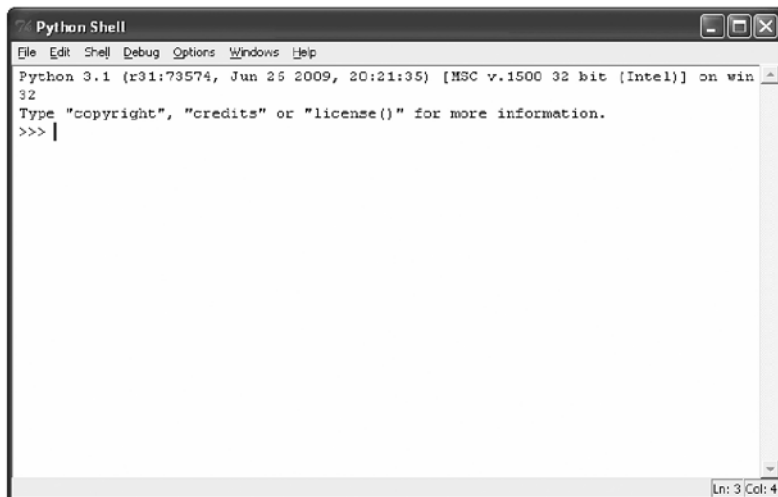 Python Shell
File Edit Shell Debug Options Windows Help
Python 3.1 (r31:73574, Jun 26 2009, 20:21:35) [MSC v.1500 32 bit (Intel)] on win
32
Type "copyright", "credits" or "license()" for more information.
>>>
Ln: 3 Col: 4